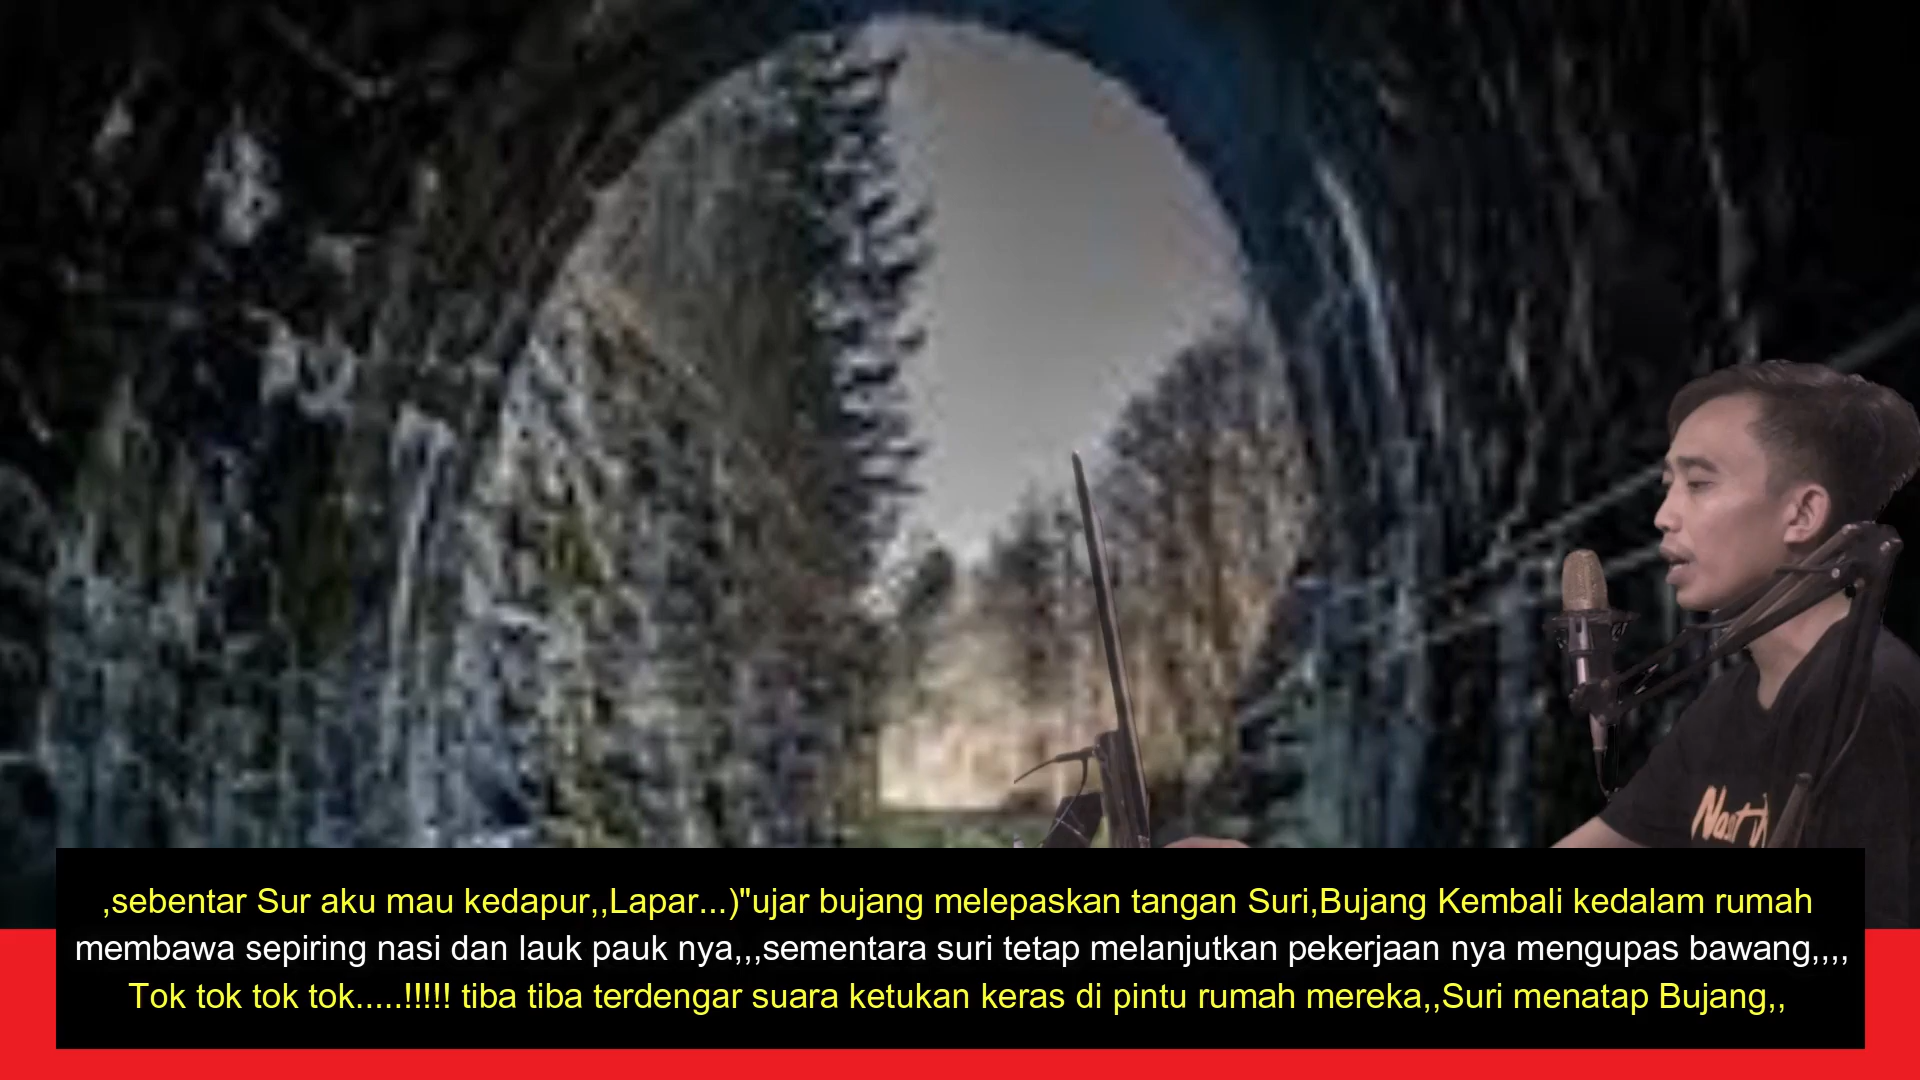 ,sebentar Sur aku mau kedapur,,Lapar...)"ujar bujang melepaskan tangan Suri,Bujang Kembali kedalam rumah
membawa sepiring nasi dan lauk pauk nya,,,sementara suri tetap melanjutkan pekerjaan nya mengupas bawang,,,,
Tok tok tok tok.....!!!!! tiba tiba terdengar suara ketukan keras di pintu rumah mereka,,Suri menatap Bujang,,